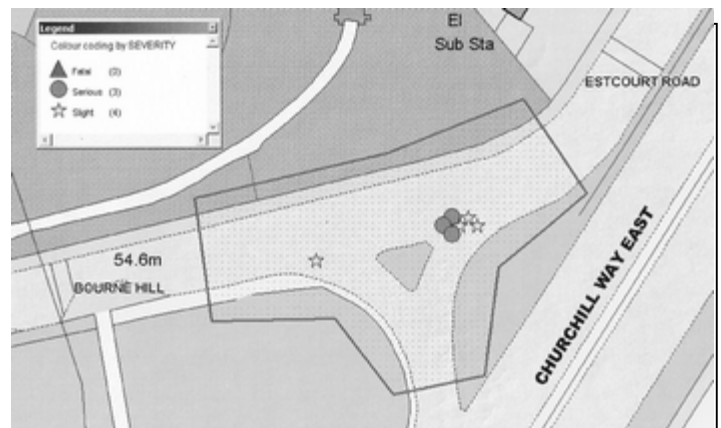 Legend
Colour coding by SEVERITY
Fatal (0)
Serious (3)
Slight (4)
El
Sub Sta
ESTCOURT ROAD
54.6m
BOURNE HILL
CHURCHILL WAY EAST